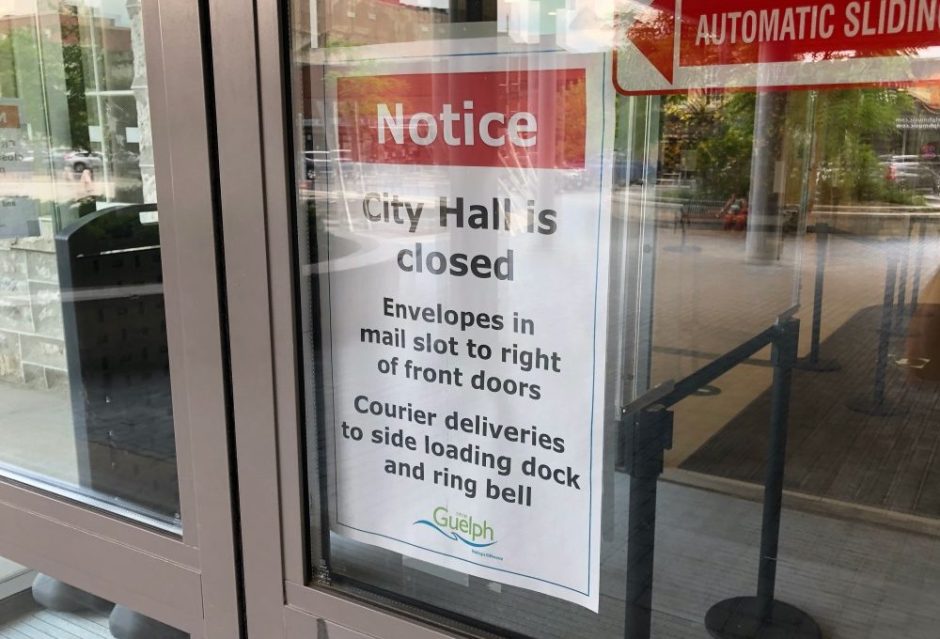 AUTOMATIC SLIDIN
Notice
City Hall is
closed
Envelopes in
mail slot to right
of front doors
Courier deliveries
to side loading dock
and ring bell
Guelph